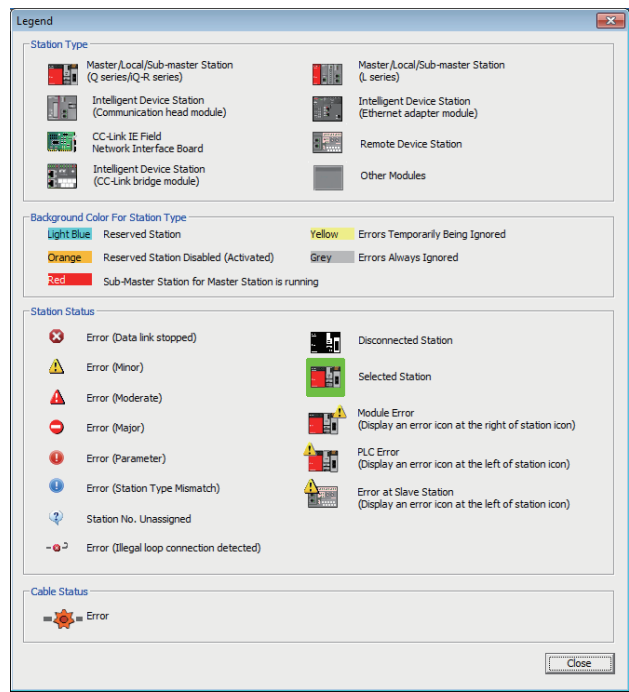 Legend
Station Type
Master/Local/Sub-master Station
(Q series/iQ-R series)
Master/Local/Sub-master Station
(L series)
Intelligent Device Station
(Communication head module)
Intelligent Device Station
(Ethernet adapter module)
CC-Link IE Field
Network Interface Board
Remote Device Station
Intelligent Device Station
(CC-Link bridge module)
Other Modules
Background Color For Station Type
Light Blue Reserved Station
Yellow Errors Temporarily Being Ignored
Orange Reserved Station Disabled (Activated)
Grey Errors Always Ignored
Red Sub-Master Station for Master Station is running
Station Status
Error (Data link stopped)
Disconnected Station
Error (Minor)
Selected Station
Error (Moderate)
Module Error
(Display an error icon at the right of station icon)
Error (Major)
PLC Error
(Display an error icon at the left of station icon)
Error (Parameter)
Error (Station Type Mismatch)
Error at Slave Station
(Display an error icon at the left of station icon)
Station No. Unassigned
Error (Illegal loop connection detected)
Cable Status
Error
Close